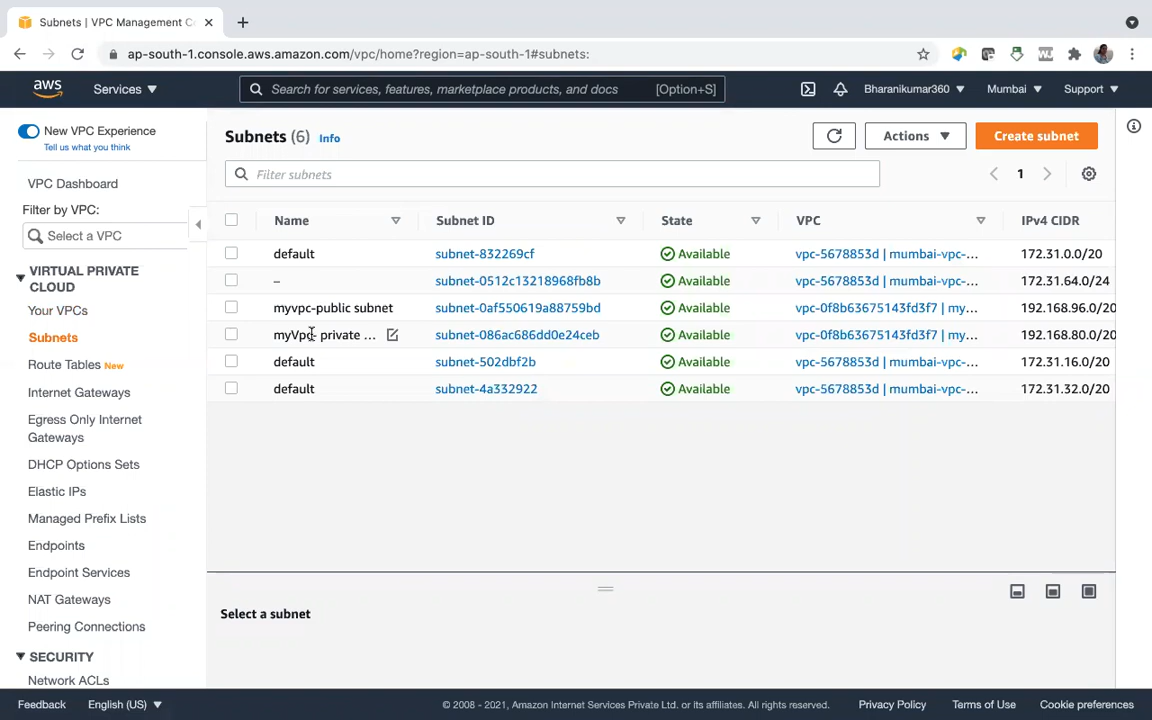 Subnets | VPC Management C
ap-south-1.console.aws.amazon.com/vpc/home?region=ap-south-1#subnets:
aws Services Search for services, features, marketplace products, and docs [Option+S] Bharanikumar360 Mumbai Support
New VPC Experience
Tell us what you think
VPC Dashboard
Filter by VPC:
Select a VPC
VIRTUAL PRIVATE
CLOUD
Your VPCs
Subnets
Route Tables New
Internet Gateways
Egress Only Internet
Gateways
DHCP Options Sets
Elastic IPs
Managed Prefix Lists
Endpoints
Endpoint Services
NAT Gateways
Peering Connections
SECURITY
Network ACLs
Subnets (6) Info
Actions Create subnet
Filter subnets
1
Name Subnet ID State VPC IPv4 CIDR
default subnet-832269cf Available vpc-5678853d | mumbai-vpc-... 172.31.0.0/20
– subnet-0512c13218968fb8b Available vpc-5678853d | mumbai-vpc-... 172.31.64.0/24
myvpc-public subnet subnet-0af550619a88759bd Available vpc-0f8b63675143fd3f7 | my... 192.168.96.0/20
myVpc private ... subnet-086ac686dd0e24ceb Available vpc-0f8b63675143fd3f7 | my... 192.168.80.0/20
default subnet-502dbf2b Available vpc-5678853d | mumbai-vpc-... 172.31.16.0/20
default subnet-4a332922 Available vpc-5678853d | mumbai-vpc-... 172.31.32.0/20
Select a subnet
Feedback English (US) © 2008 - 2021, Amazon Internet Services Private Ltd. or its affiliates. All rights reserved. Privacy Policy Terms of Use Cookie preferences